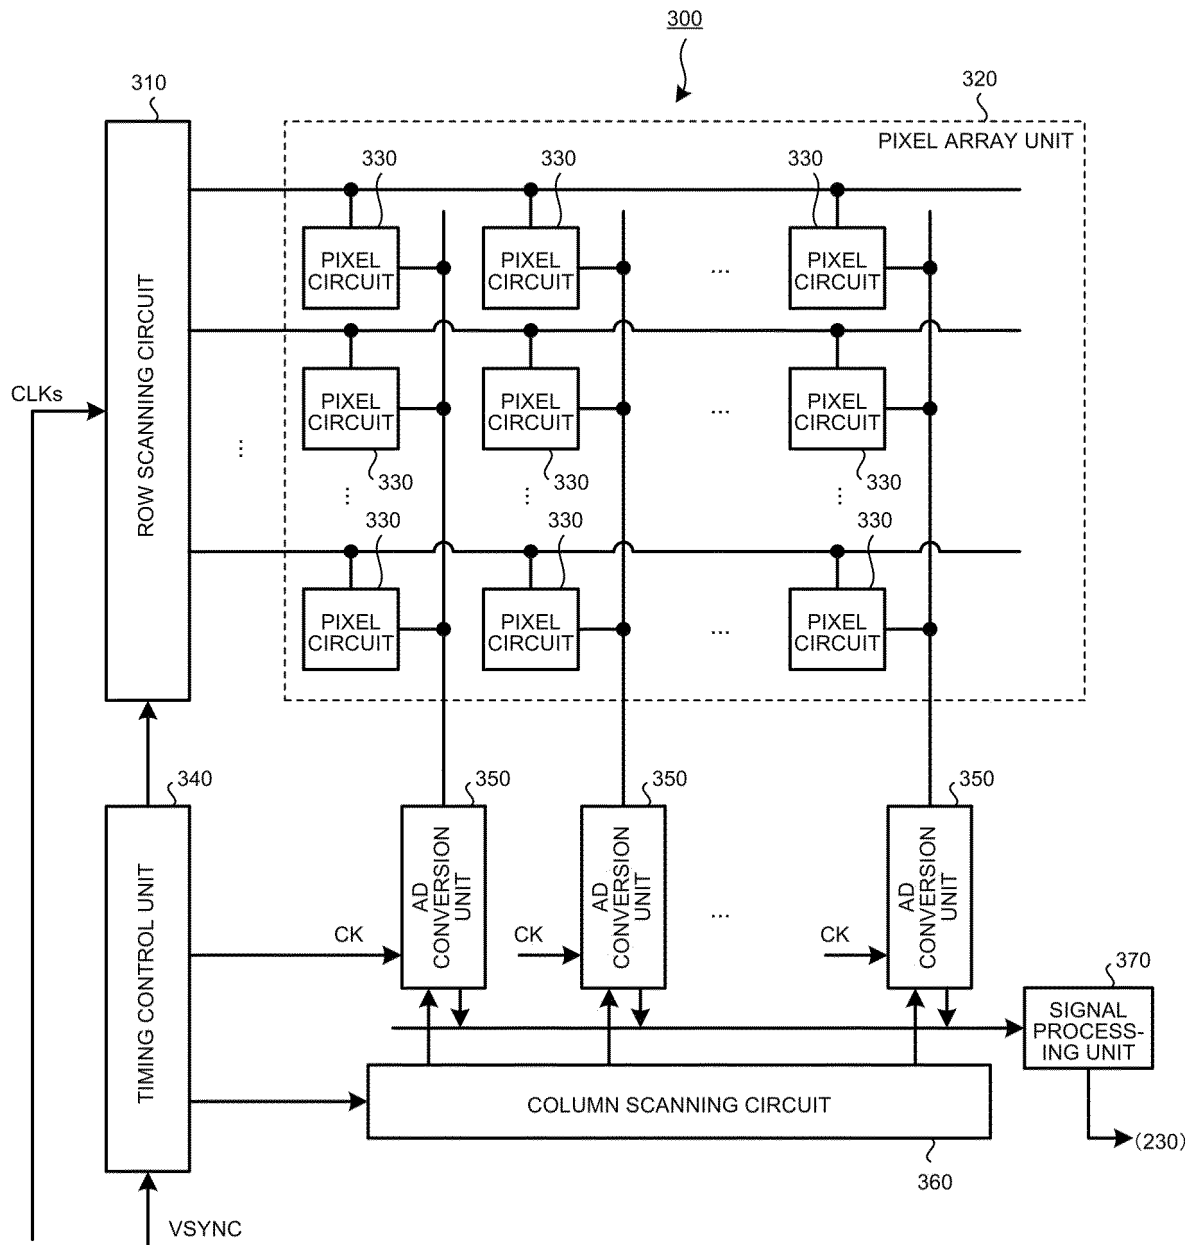 300
310
320
PIXEL ARRAY UNIT
330
330
330
PIXEL
CIRCUIT
PIXEL
CIRCUIT
...
PIXEL
CIRCUIT
ROW SCANNING CIRCUIT
CLKs
PIXEL
CIRCUIT
PIXEL
CIRCUIT
...
PIXEL
CIRCUIT
...
330
330
330
...
...
...
330
330
330
PIXEL
CIRCUIT
PIXEL
CIRCUIT
...
PIXEL
CIRCUIT
340
350
350
350
TIMING CONTROL UNIT
AD
CONVERSION
UNIT
AD
CONVERSION
UNIT
...
AD
CONVERSION
UNIT
CK
CK
CK
370
SIGNAL
PROCESS-
ING UNIT
COLUMN SCANNING CIRCUIT
(230)
360
VSYNC